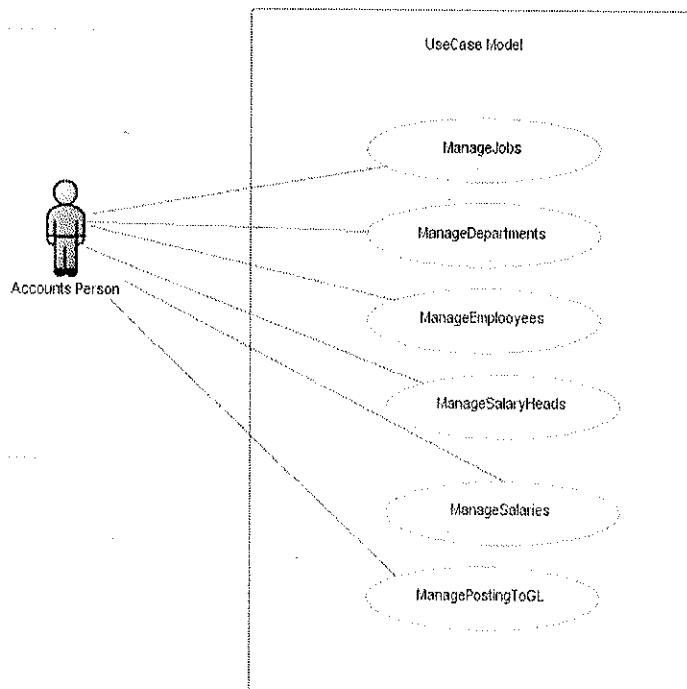 UseCase Model
ManageJobs
ManageDepartments
Accounts Person
ManageEmplooyees
ManageSalaryHeads
ManageSalaries
ManagePostingToGL